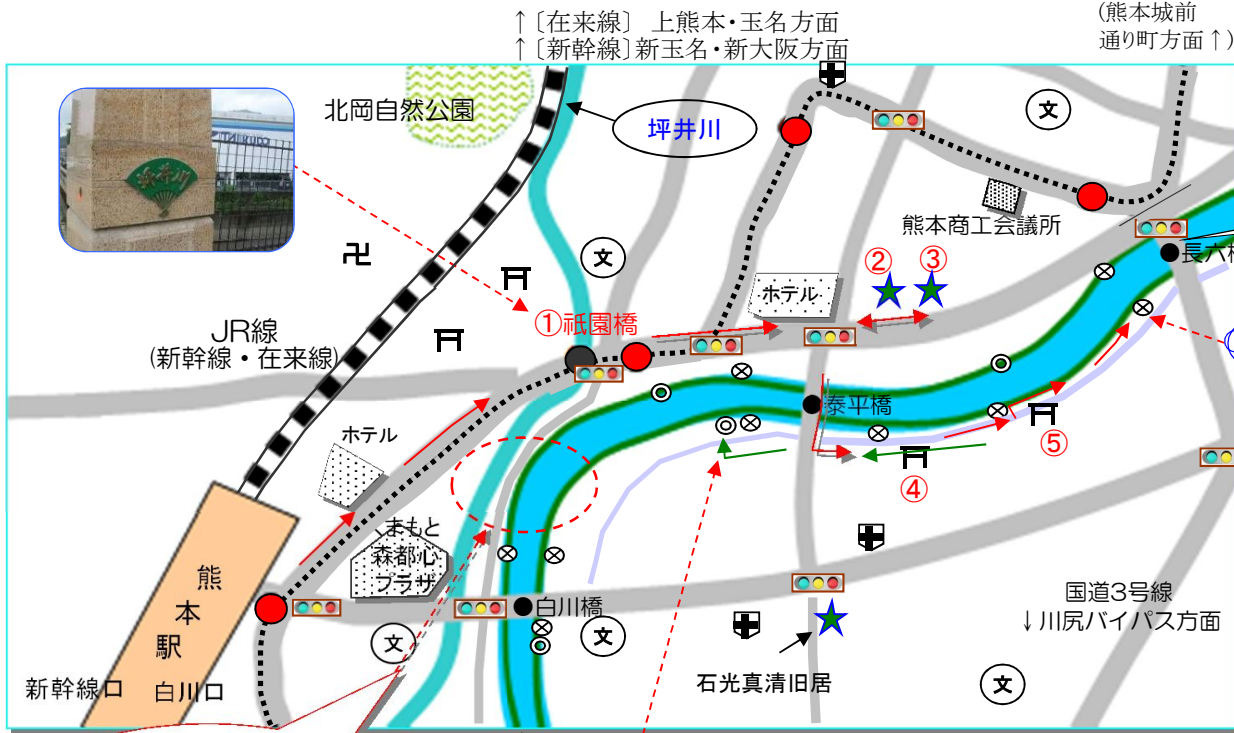 ↑〔在来線〕 上熊本・玉名方面
↑〔新幹線〕新玉名・新大阪方面
(熊本城前
通り町方面↑)
北岡自然公園
坪井川
文
熊本商工会議所
文
②
③
長六橋
ホテル
①祇園橋
JR線
(新幹線・在来線)
泰平橋
⑤
④
ホテル
まもと
森都心
プラザ
熊本駅
白川橋
国道3号線
↓川尻バイパス方面
文
文
石光真清旧居
文
新幹線口
白川口